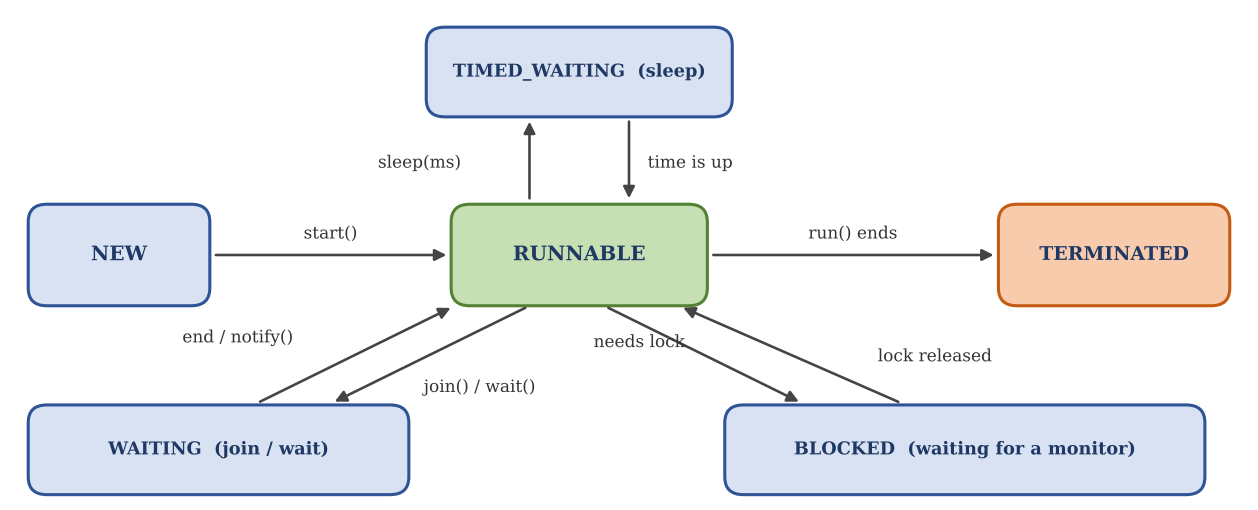 TIMED_WAITING (sleep)
sleep(ms)
time is up
NEW
start()
RUNNABLE
run() ends
TERMINATED
end / notify()
needs lock
lock released
join() / wait()
WAITING (join / wait)
BLOCKED (waiting for a monitor)